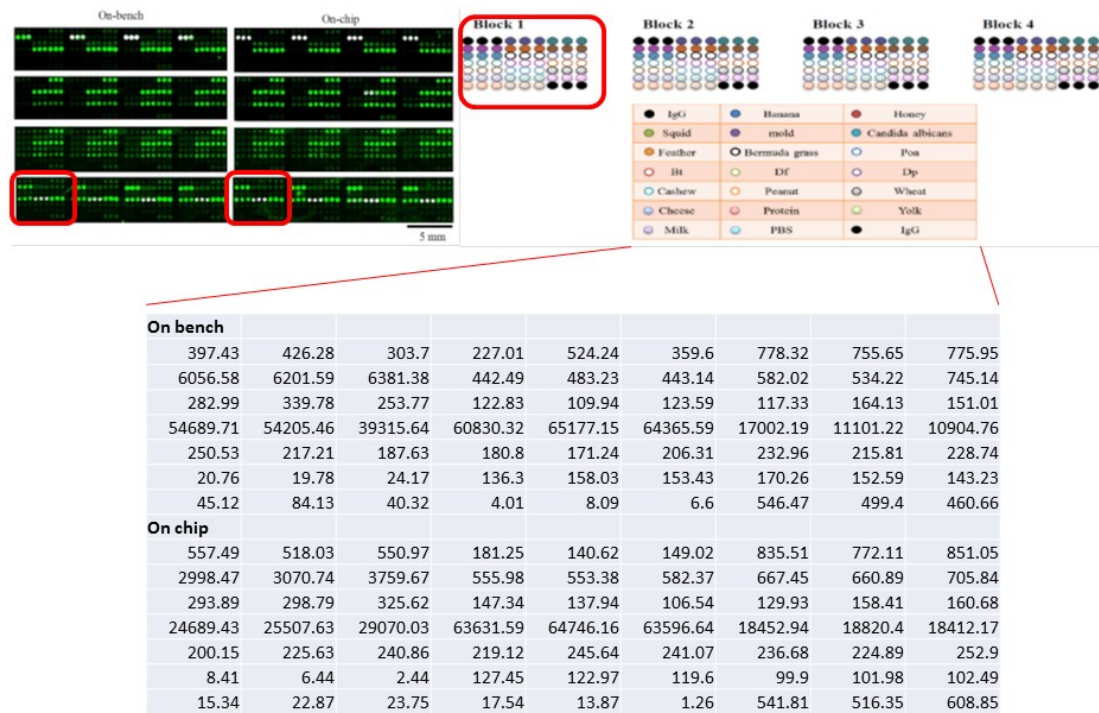 On-bench On-chip
5 mm
Block 1 Block 2 Block 3 Block 4
IgG Banana Honey
Squid mold Candida albicans
Feather Bermuda grass Poa
Bt Df Dp
Cashew Peanut Wheat
Cheese Protein Yolk
Milk PBS IgG
On bench
397.43 426.28 303.7 227.01 524.24 359.6 778.32 755.65 775.95
6056.58 6201.59 6381.38 442.49 483.23 443.14 582.02 534.22 745.14
282.99 339.78 253.77 122.83 109.94 123.59 117.33 164.13 151.01
54689.71 54205.46 39315.64 60830.32 65177.15 64365.59 17002.19 11101.22 10904.76
250.53 217.21 187.63 180.8 171.24 206.31 232.96 215.81 228.74
20.76 19.78 24.17 136.3 158.03 153.43 170.26 152.59 143.23
45.12 84.13 40.32 4.01 8.09 6.6 546.47 499.4 460.66
On chip
557.49 518.03 550.97 181.25 140.62 149.02 835.51 772.11 851.05
2998.47 3070.74 3759.67 555.98 553.38 582.37 667.45 660.89 705.84
293.89 298.79 325.62 147.34 137.94 106.54 129.93 158.41 160.68
24689.43 25507.63 29070.03 63631.59 64746.16 63596.64 18452.94 18820.4 18412.17
200.15 225.63 240.86 219.12 245.64 241.07 236.68 224.89 252.9
8.41 6.44 2.44 127.45 122.97 119.6 99.9 101.98 102.49
15.34 22.87 23.75 17.54 13.87 1.26 541.81 516.35 608.85